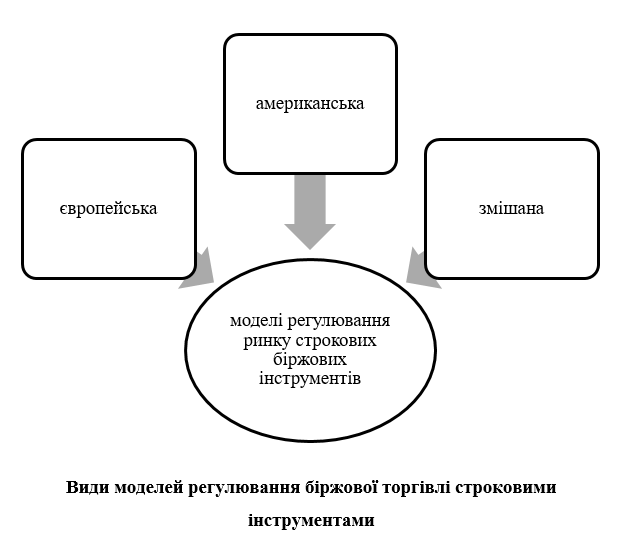 американська
європейська
змішана
моделі регулювання
ринку строкових
біржових
інструментів
Види моделей регулювання біржової торгівлі строковими
інструментами